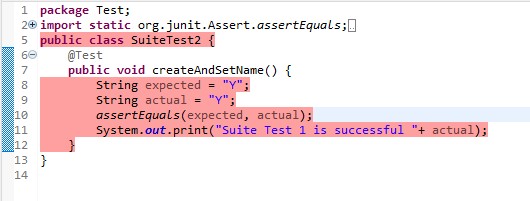 1 package Test;
2 import static org.junit.Assert.assertEquals;
5 public class SuiteTest2 {
6 @Test
7 public void createAndSetName() {
8 String expected = "Y";
9 String actual = "Y";
10 assertEquals(expected, actual);
11 System.out.print("Suite Test 1 is successful "+ actual);
12 }
13 }
14